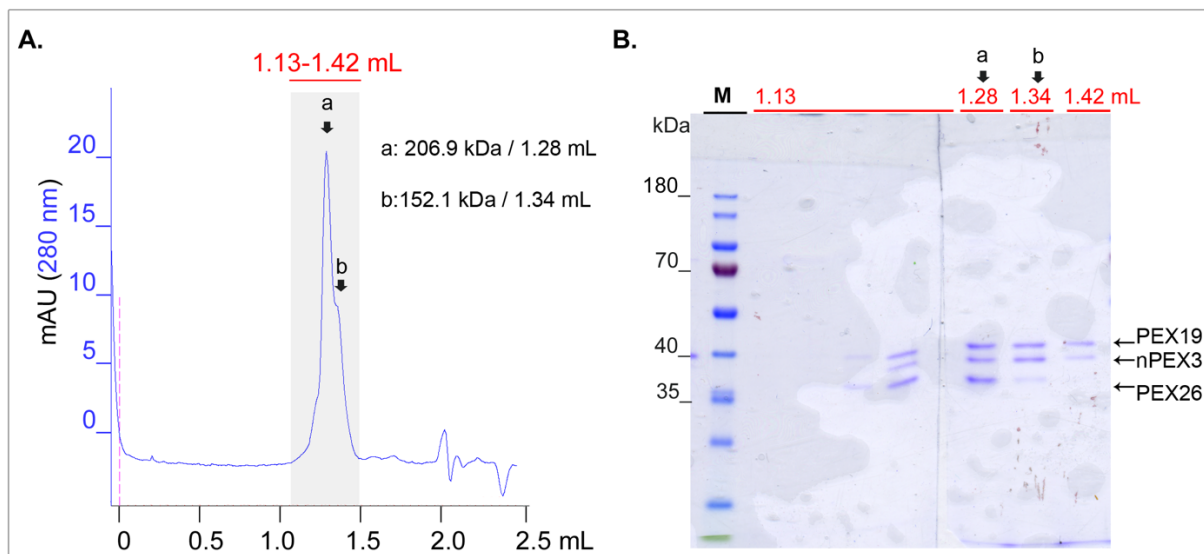 A.
1.13-1.42 mL
a
b
a: 206.9 kDa / 1.28 mL
b:152.1 kDa / 1.34 mL
mAU (280 nm)
20
15
10
5
0
0 0.5 1.0 1.5 2.0 2.5 mL
B.
a b
M 1.13 1.28 1.34 1.42 mL
kDa
180
70
40
35
PEX19
nPEX3
PEX26